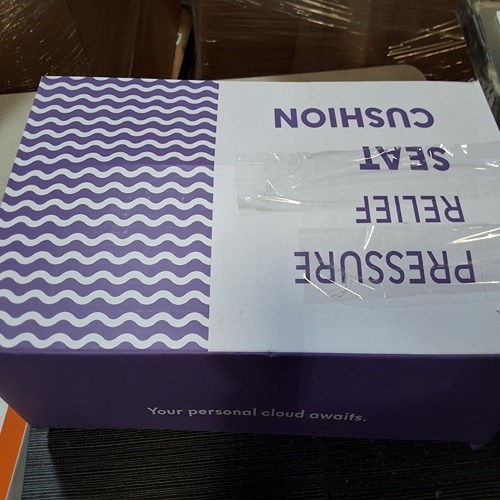 PRESSURE
RELIEF
SEAT
CUSHION
Your personal cloud awaits.